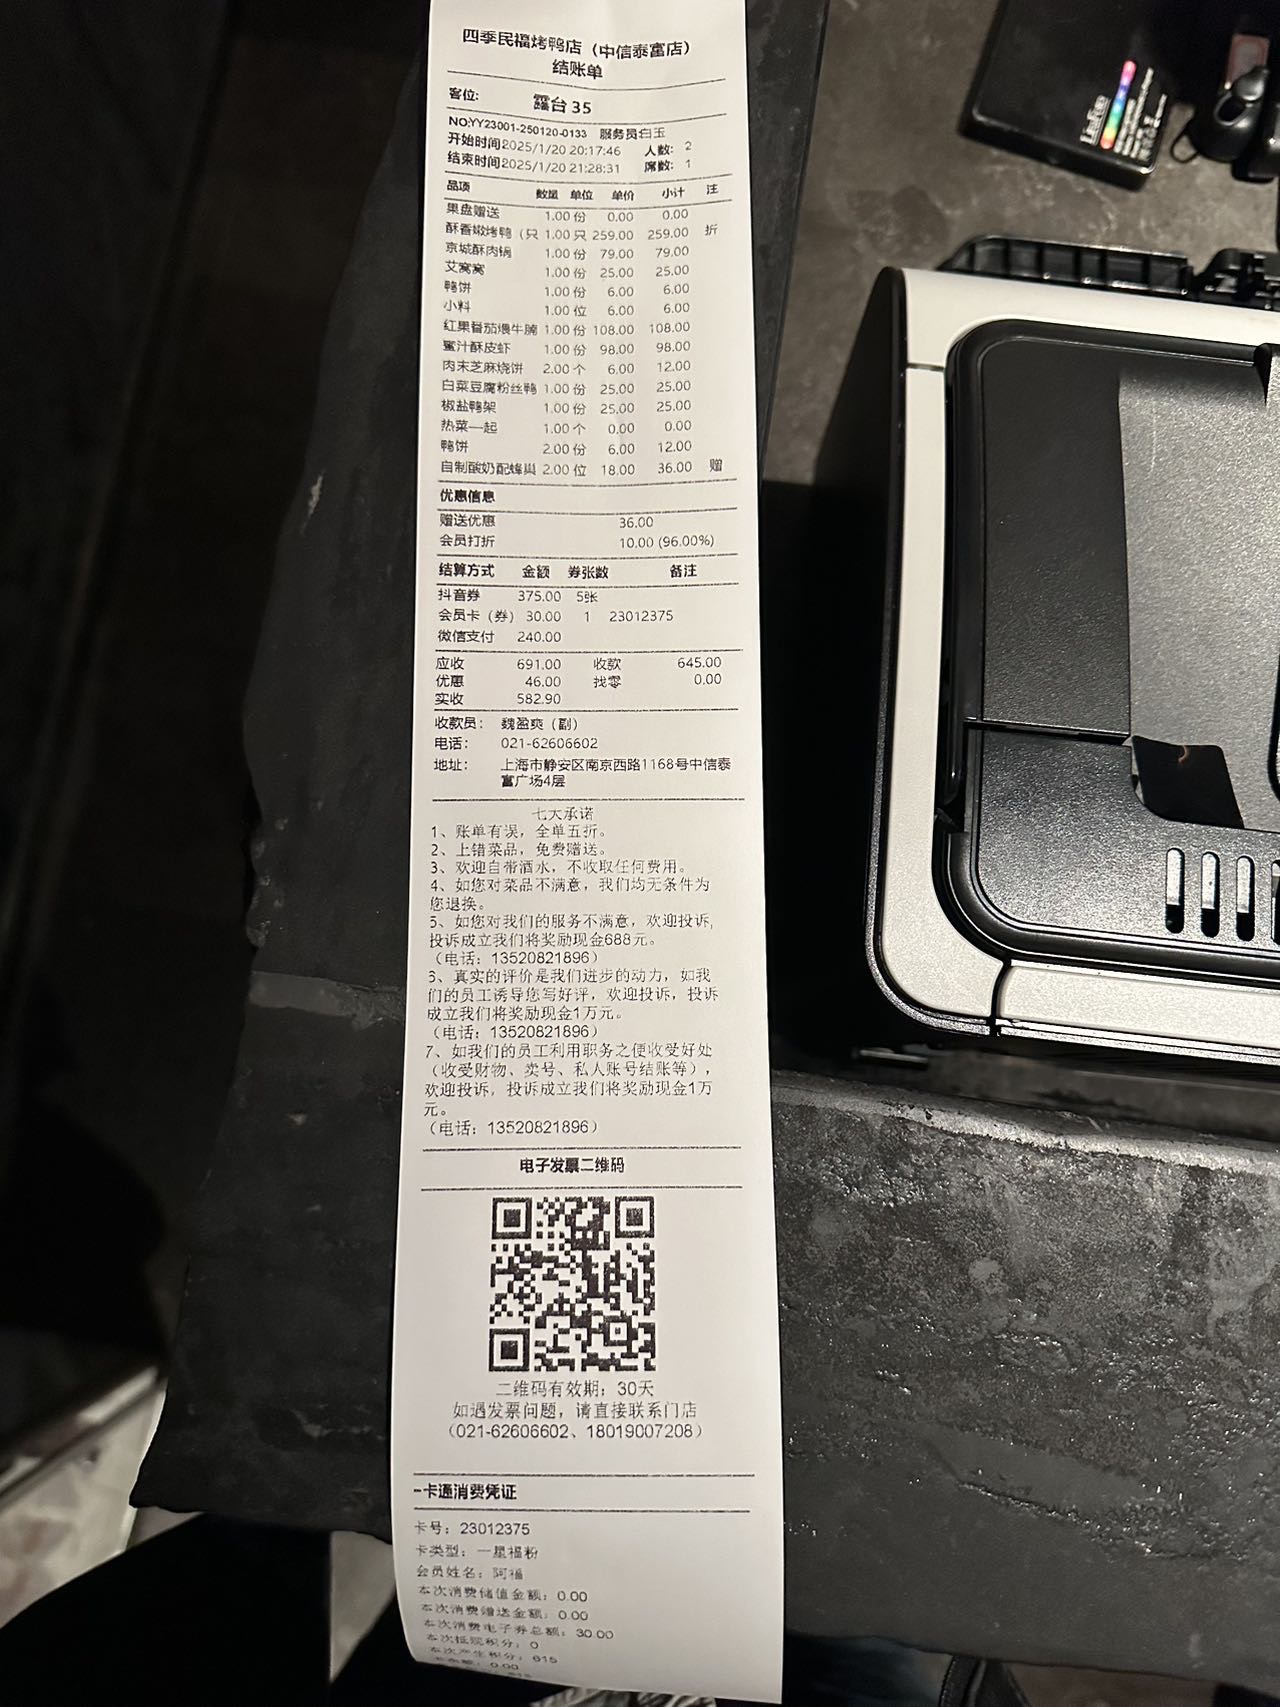 四季民福烤鸭店（中信泰富店）
结账单
客位: 露台 35
NO:YY23001-250120-0133 服务员:白玉
开始时间2025/1/20 20:17:46 人数: 2
结束时间2025/1/20 21:28:31 席数: 1
品项 数量 单位 单价 小计 注
果盘赠送 1.00 份 0.00 0.00
酥香嫩烤鸭（只 1.00 只 259.00 259.00 折
京城酥肉锅 1.00 份 79.00 79.00
艾窝窝 1.00 份 25.00 25.00
鸭饼 1.00 份 6.00 6.00
小料 1.00 位 6.00 6.00
红果番茄煨牛腩 1.00 份 108.00 108.00
蜜汁酥皮虾 1.00 份 98.00 98.00
肉末芝麻烧饼 2.00 个 6.00 12.00
白菜豆腐粉丝鸭 1.00 份 25.00 25.00
椒盐鸭架 1.00 份 25.00 25.00
热菜一起 1.00 个 0.00 0.00
鸭饼 2.00 份 6.00 12.00
自制酸奶配蜂巢 2.00 位 18.00 36.00 赠
优惠信息
赠送优惠 36.00
会员打折 10.00 (96.00%)
结算方式 金额 券张数 备注
抖音券 375.00 5张
会员卡（券）30.00 1 23012375
微信支付 240.00
应收 691.00 收款 645.00
优惠 46.00 找零 0.00
实收 582.90
收款员: 魏盈爽（副）
电话: 021-62606602
地址: 上海市静安区南京西路1168号中信泰
富广场4层
七大承诺
1、账单有误，全单五折。
2、上错菜品，免费赠送。
3、欢迎自带酒水，不收取任何费用。
4、如您对菜品不满意，我们均无条件为
您退换。
5、如您对我们的服务不满意，欢迎投诉，
投诉成立我们将奖励现金688元。
（电话：13520821896）
6、真实的评价是我们进步的动力，如我
们的员工诱导您写好评，欢迎投诉，投诉
成立我们将奖励现金1万元。
（电话：13520821896）
7、如我们的员工利用职务之便收受好处
（收受财物、卖号、私人账号结账等），
欢迎投诉，投诉成立我们将奖励现金1万
元。
（电话：13520821896）
电子发票二维码
二维码有效期：30天
如遇发票问题，请直接联系门店
（021-62606602、18019007208）
一卡通消费凭证
卡号：23012375
卡类型：一星福粉
会员姓名：阿福
本次消费储值金额：0.00
本次消费赠送金额：0.00
本次消费电子券总额：30.00
本次抵现积分：0
本次产生积分：615